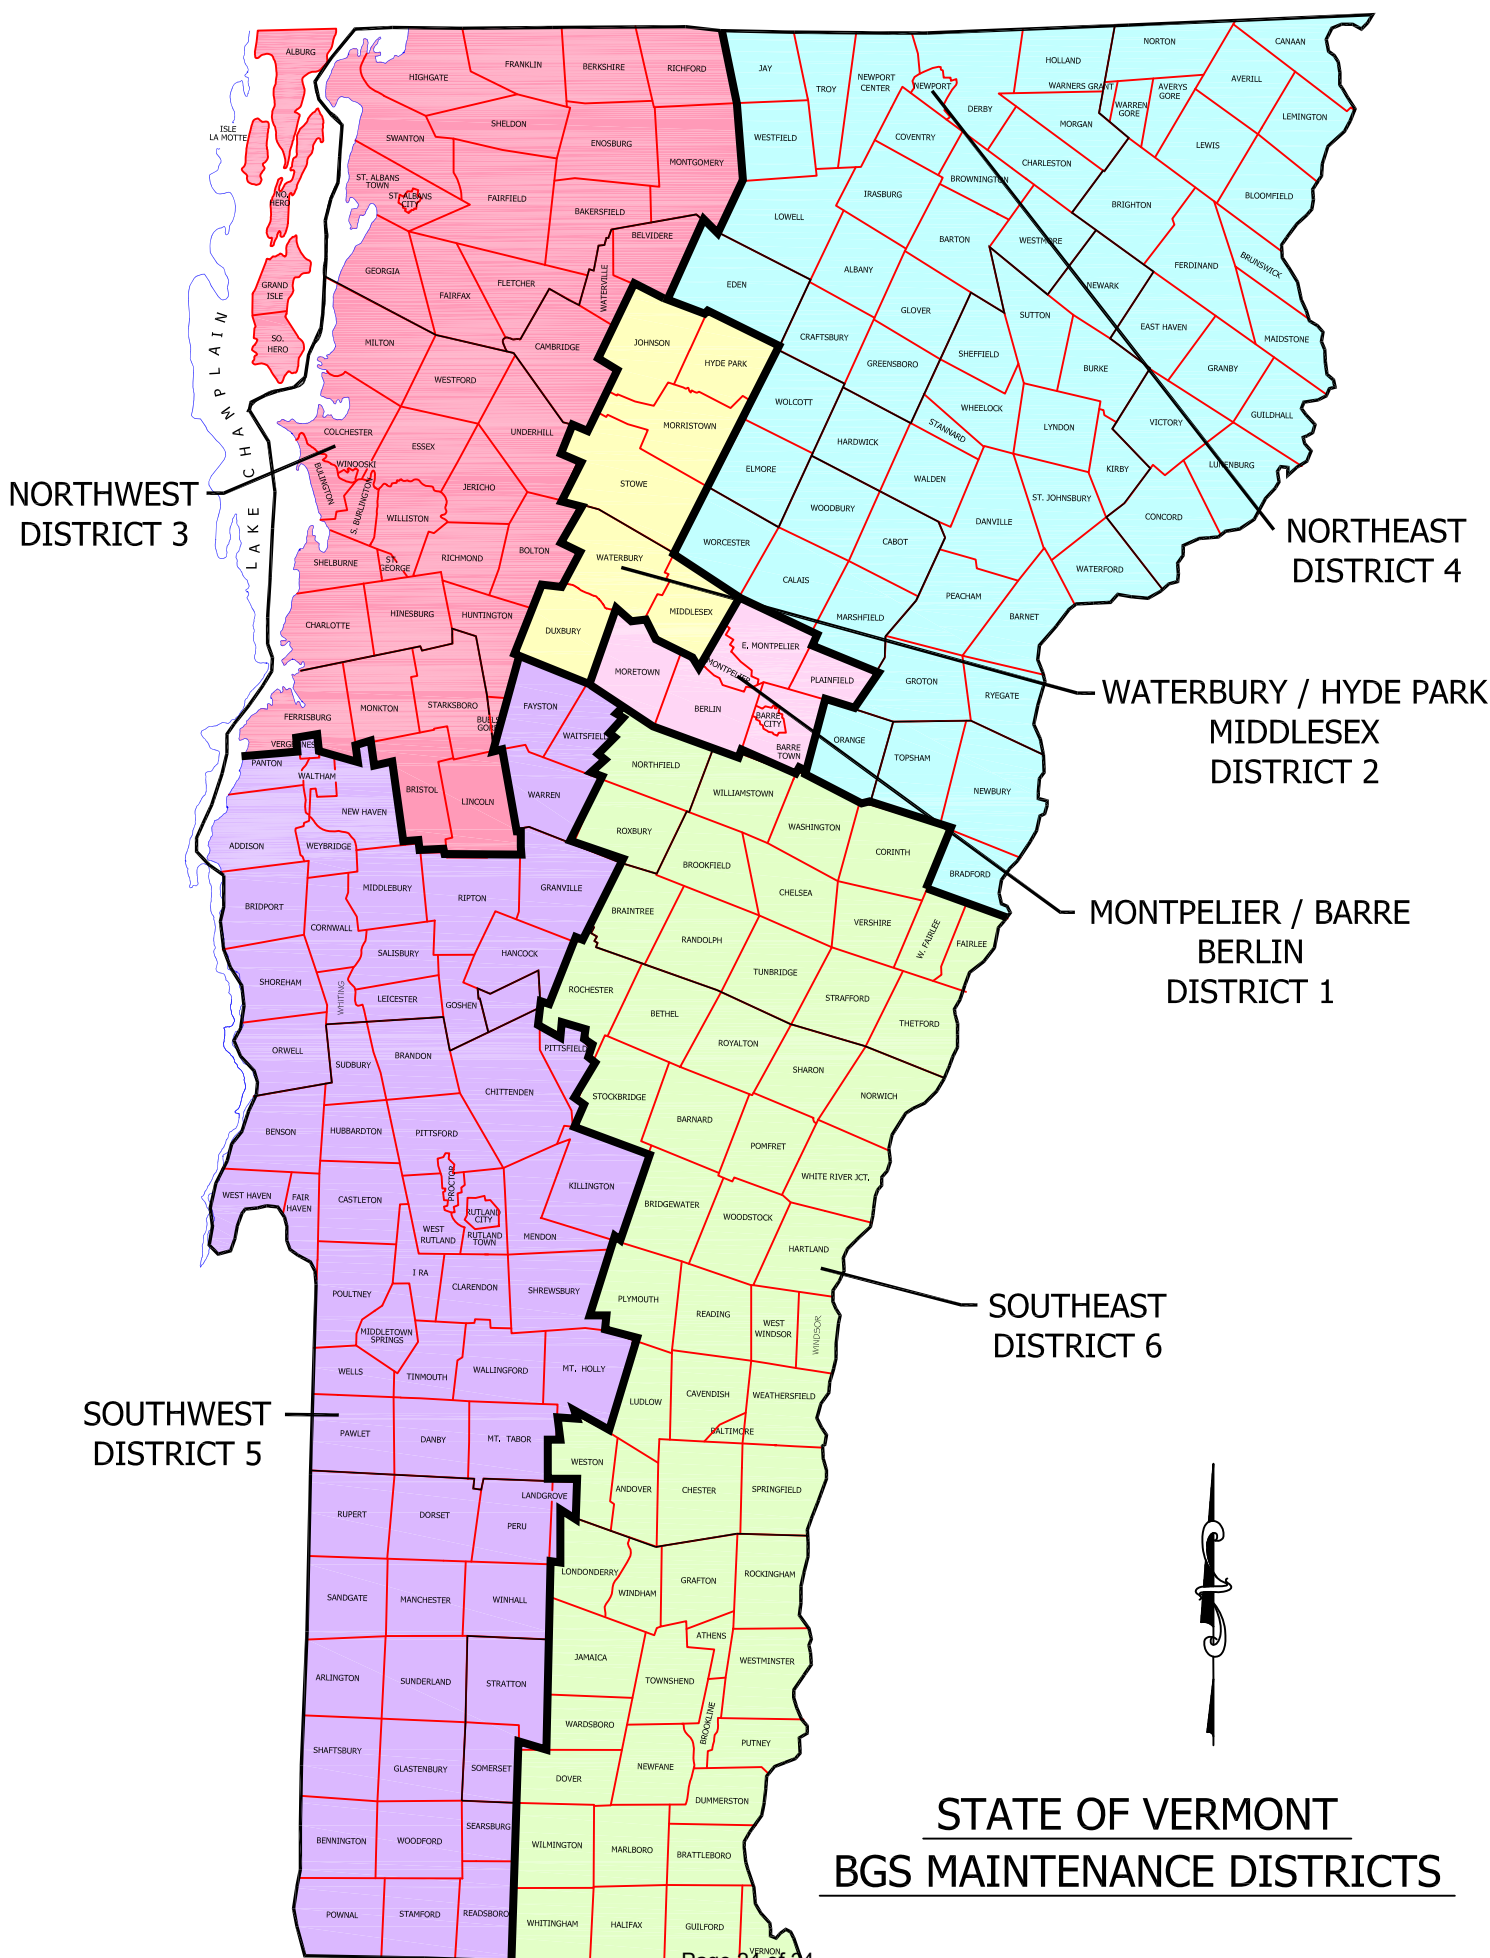 ALBURG
HIGHGATE
FRANKLIN
BERKSHIRE
RICHFORD
JAY
TROY
NEWPORT
CENTER
NEWPORT
HOLLAND
NORTON
CANAAN
WARNERS GRANT
AVERYS
GORE
AVERILL
WARREN
GORE
DERBY
MORGAN
LEMINGTON
ISLE
LA MOTTE
SWANTON
SHELDON
ENOSBURG
MONTGOMERY
WESTFIELD
COVENTRY
CHARLESTON
LEWIS
ST. ALBANS
TOWN
ST. ALBANS
CITY
FAIRFIELD
BAKERSFIELD
BELVIDERE
NO.
HERO
LOWELL
IRASBURG
BROWNINGTON
BRIGHTON
BLOOMFIELD
BARTON
WESTMORE
FERDINAND
BRUNSWICK
GEORGIA
FAIRFAX
FLETCHER
WATERVILLE
EDEN
ALBANY
NEWARK
GRAND
ISLE
GLOVER
SUTTON
EAST HAVEN
MAIDSTONE
SO.
HERO
MILTON
CAMBRIDGE
JOHNSON
HYDE PARK
CRAFTSBURY
GREENSBORO
SHEFFIELD
BURKE
GRANBY
WESTFORD
WOLCOTT
WHEELOCK
GUILDHALL
LAKE CHAMPLAIN
COLCHESTER
ESSEX
UNDERHILL
MORRISTOWN
HARDWICK
STANNARD
LYNDON
VICTORY
WINOOSKI
BULINGTON
S. BURLINGTON
JERICHO
STOWE
ELMORE
WALDEN
KIRBY
LUNENBURG
NORTHWEST
DISTRICT 3
WILLISTON
WOODBURY
ST. JOHNSBURY
DANVILLE
CONCORD
NORTHEAST
DISTRICT 4
SHELBURNE
ST.
GEORGE
RICHMOND
BOLTON
WATERBURY
WORCESTER
CABOT
CALAIS
WATERFORD
CHARLOTTE
HINESBURG
HUNTINGTON
DUXBURY
MIDDLESEX
MARSHFIELD
PEACHAM
BARNET
E. MONTPELIER
MONTPELIER
MORETOWN
PLAINFIELD
GROTON
RYEGATE
WATERBURY / HYDE PARK
MIDDLESEX
DISTRICT 2
FERRISBURG
MONKTON
STARKSBORO
BUELS
GORE
FAYSTON
WAITSFIELD
BERLIN
BARRE
CITY
BARRE
TOWN
ORANGE
TOPSHAM
VERGENNES
PANTON
WALTHAM
NEW HAVEN
BRISTOL
LINCOLN
WARREN
NORTHFIELD
WILLIAMSTOWN
WASHINGTON
NEWBURY
ADDISON
WEYBRIDGE
ROXBURY
BROOKFIELD
CORINTH
BRADFORD
BRIDPORT
MIDDLEBURY
RIPTON
GRANVILLE
CHELSEA
BRAINTREE
VERSHIRE
W. FAIRLEE
FAIRLEE
MONTPELIER / BARRE
BERLIN
DISTRICT 1
CORNWALL
SALISBURY
HANCOCK
RANDOLPH
TUNBRIDGE
SHOREHAM
WHITING
LEICESTER
GOSHEN
ROCHESTER
STRAFFORD
BETHEL
THETFORD
ORWELL
SUDBURY
BRANDON
PITTSFIELD
ROYALTON
SHARON
CHITTENDEN
STOCKBRIDGE
NORWICH
BENSON
HUBBARDTON
PITTSFORD
BARNARD
POMFRET
WEST HAVEN
FAIR
HAVEN
CASTLETON
PROCTOR
KILLINGTON
WHITE RIVER JCT.
BRIDGEWATER
WOODSTOCK
WEST
RUTLAND
RUTLAND
CITY
RUTLAND
TOWN
MENDON
HARTLAND
POULTNEY
I RA
CLARENDON
SHREWSBURY
PLYMOUTH
READING
WEST
WINDSOR
WINDSOR
SOUTHEAST
DISTRICT 6
MIDDLETOWN
SPRINGS
WELLS
TINMOUTH
WALLINGFORD
MT. HOLLY
LUDLOW
CAVENDISH
WEATHERSFIELD
BALTIMORE
SOUTHWEST
DISTRICT 5
PAWLET
DANBY
MT. TABOR
WESTON
ANDOVER
CHESTER
SPRINGFIELD
RUPERT
DORSET
LANDGROVE
PERU
LONDONDERRY
WINDHAM
GRAFTON
ROCKINGHAM
SANDGATE
MANCHESTER
WINHALL
ATHENS
JAMAICA
WESTMINSTER
ARLINGTON
SUNDERLAND
STRATTON
TOWNSHEND
WARDSBORO
BROOKLINE
PUTNEY
SHAFTSBURY
GLASTENBURY
SOMERSET
DOVER
NEWFANE
DUMMERSTON
BENNINGTON
WOODFORD
SEARSBURG
WILMINGTON
MARLBORO
BRATTLEBORO
POWNAL
STAMFORD
READSBORO
WHITINGHAM
HALIFAX
GUILFORD
VERNON
STATE OF VERMONT
BGS MAINTENANCE DISTRICTS
Page 24 of 24